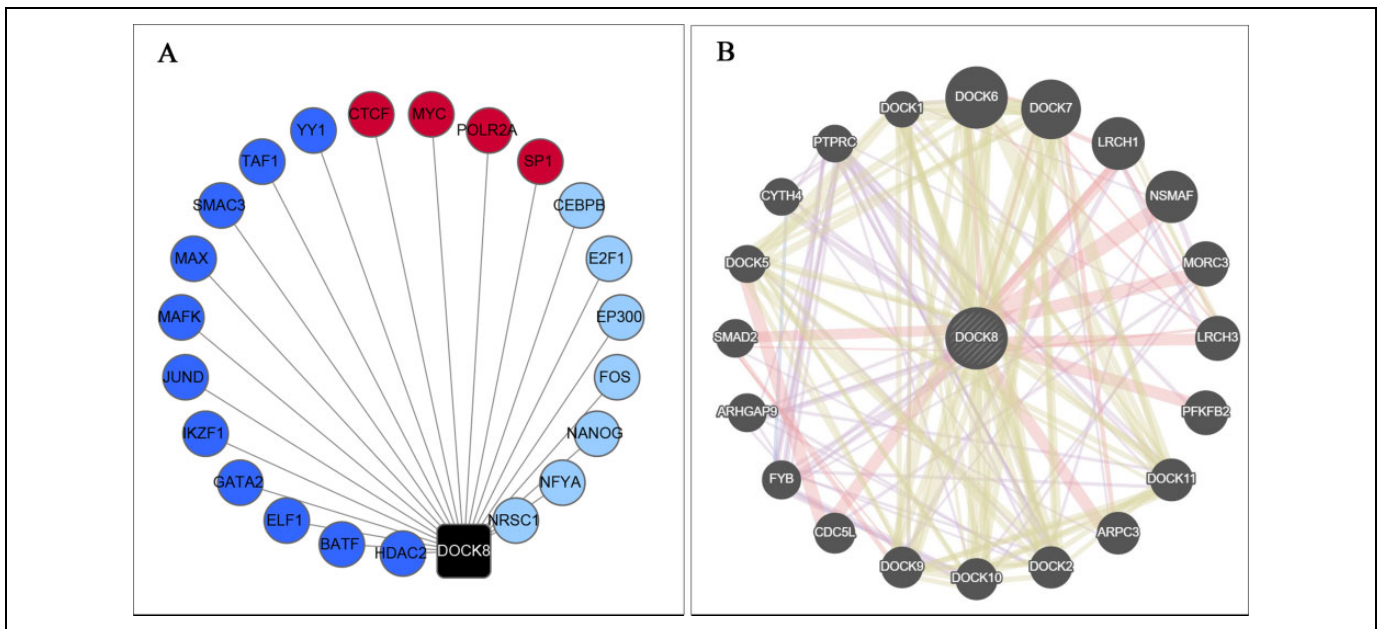 A
CTCF
MYC
POLR2A
SP1
YY1
TAF1
SMAC3
MAX
MAFK
JUND
IKZF1
GATA2
ELF1
BATF
HDAC2
DOCK8
CEBPB
E2F1
EP300
FOS
NANOG
NFYA
NRSC1
B
DOCK6
DOCK7
DOCK1
LRCH1
PTPRC
NSMAF
CYTH4
MORC3
DOCK5
DOCK8
SMAD2
LRCH3
ARHGAP9
PFKFB2
FYB
DOCK11
CDC5L
ARPC3
DOCK9
DOCK10
DOCK2